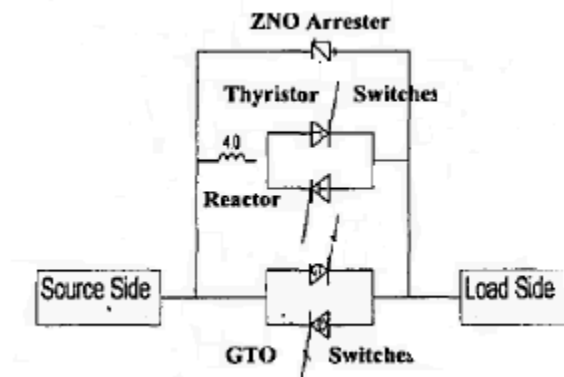 ZNO Arrester
Thyristor Switches
4.0
Reactor
Source Side
Load Side
GTO Switches